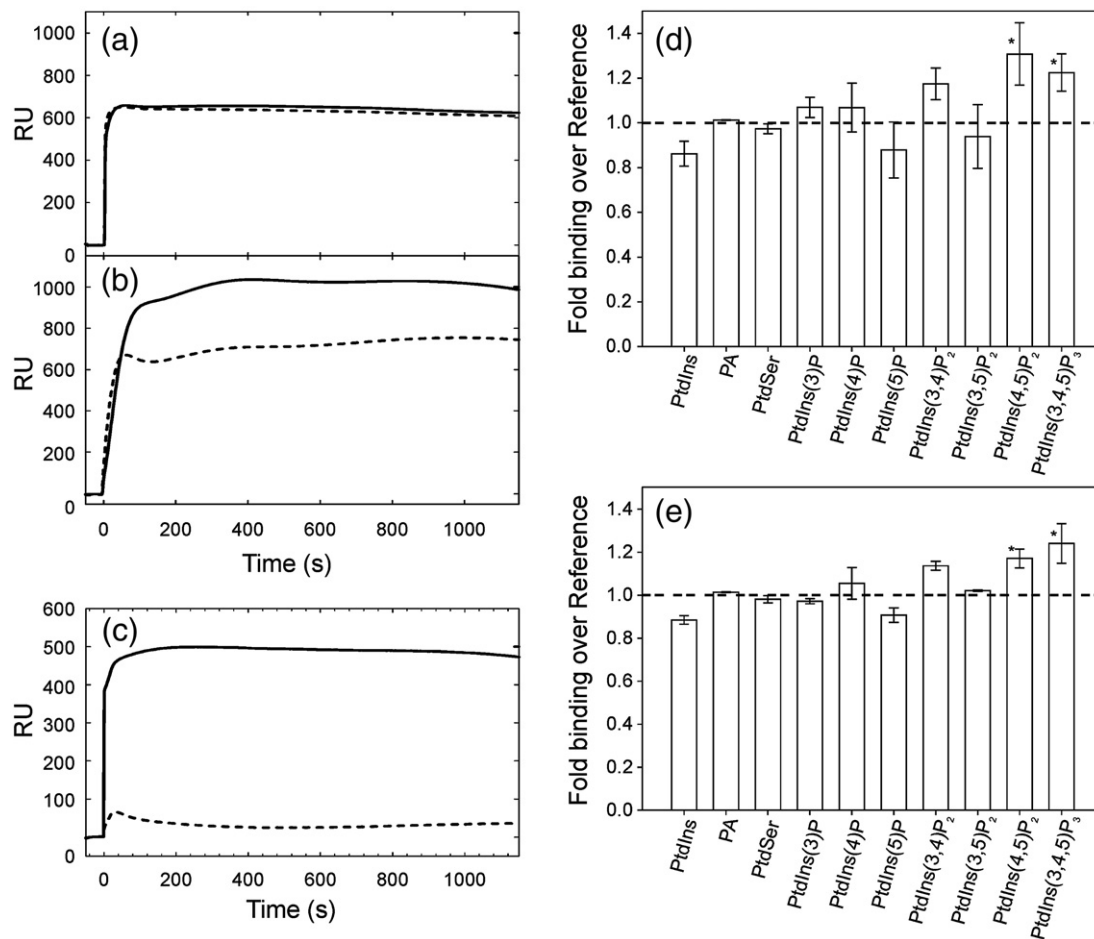 (a)
1000
800
600
400
200
0
RU
(b)
1000
800
600
400
200
0
RU
0 200 400 600 800 1000
Time (s)
(c)
600
500
400
300
200
100
0
RU
0 200 400 600 800 1000
Time (s)
(d)
1.4
1.2
1.0
0.8
0.6
0.4
0.2
0.0
Fold binding over Reference
* *
PtdIns
PA
PtdSer
PtdIns(3)P
PtdIns(4)P
PtdIns(5)P
PtdIns(3,4)P2
PtdIns(3,5)P2
PtdIns(4,5)P2
PtdIns(3,4,5)P3
(e)
1.4
1.2
1.0
0.8
0.6
0.4
0.2
0.0
Fold binding over Reference
* *
PtdIns
PA
PtdSer
PtdIns(3)P
PtdIns(4)P
PtdIns(5)P
PtdIns(3,4)P2
PtdIns(3,5)P2
PtdIns(4,5)P2
PtdIns(3,4,5)P3